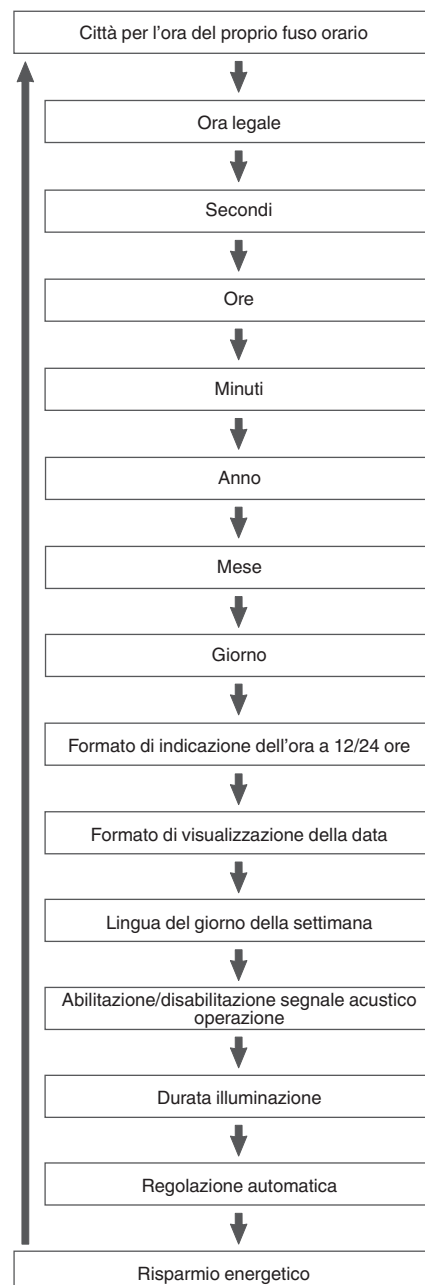 Città per l'ora del proprio fuso orario
Ora legale
Secondi
Ore
Minuti
Anno
Mese
Giorno
Formato di indicazione dell'ora a 12/24 ore
Formato di visualizzazione della data
Lingua del giorno della settimana
Abilitazione/disabilitazione segnale acustico
operazione
Durata illuminazione
Regolazione automatica
Risparmio energetico